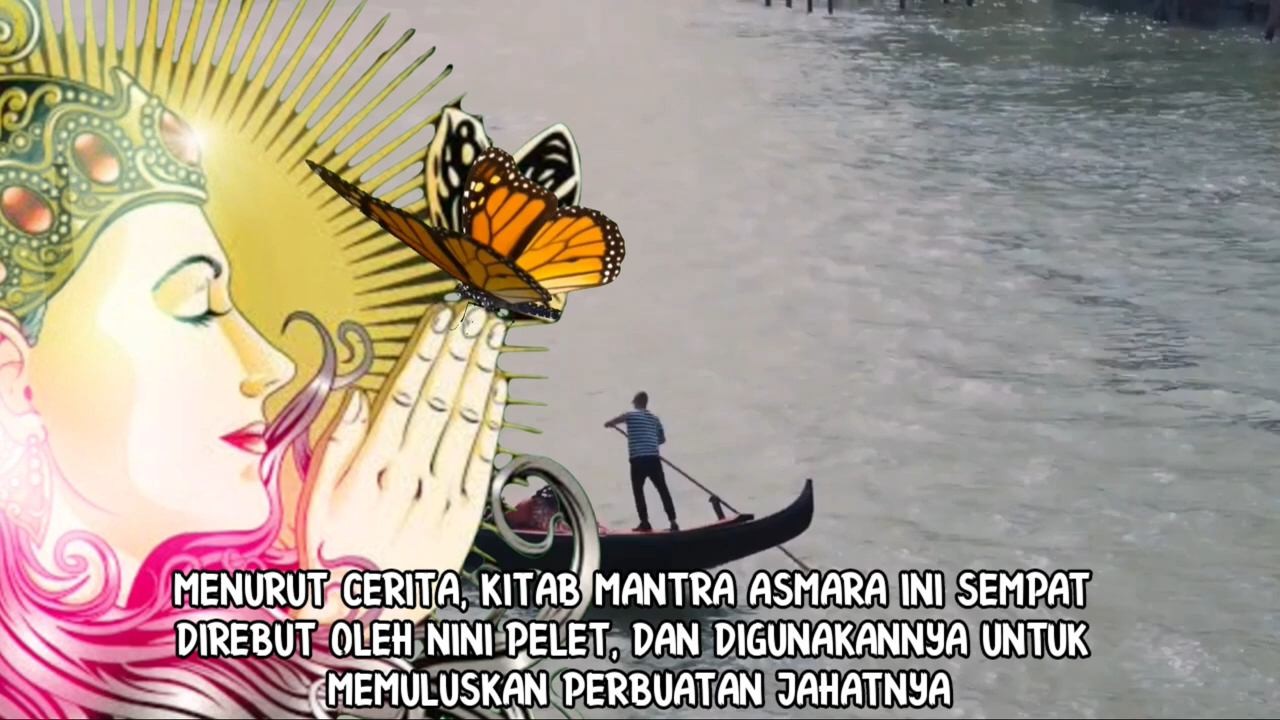 MENURUT CERITA, KITAB MANTRA ASMARA INI SEMPAT
DIREBUT OLEH NINI PELET, DAN DIGUNAKANNYA UNTUK
MEMULUSKAN PERBUATAN JAHATNYA